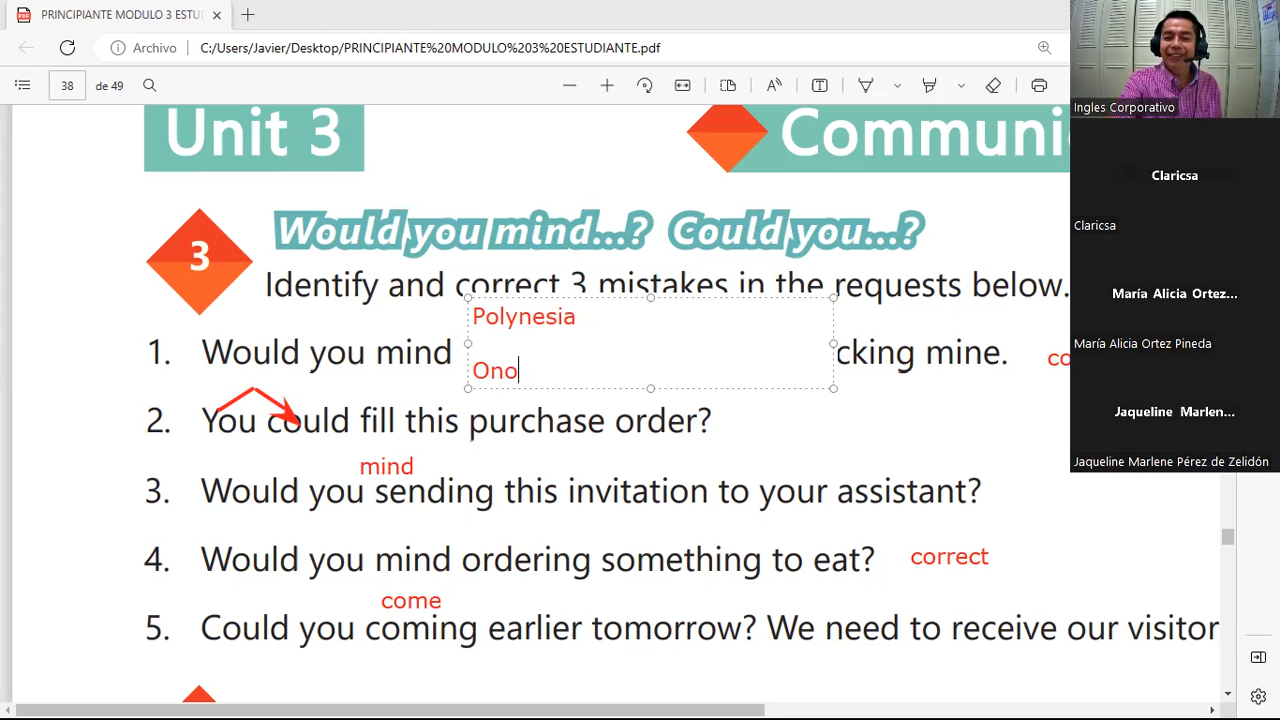 PRINCIPIANTE MODULO 3 ESTU
Archivo C:/Users/Javier/Desktop/PRINCIPIANTE%20MODULO%203%20ESTUDIANTE.pdf
38 de 49
Ingles Corporativo
Unit 3
Communi
Claricsa
Claricsa
3
Would you mind...? Could you...?
Identify and correct 3 mistakes in the requests below.
María Alicia Ortez...
María Alicia Ortez Pineda
Polynesia
1. Would you mind cking mine. co
Ono
Jaqueline Marlen...
Jaqueline Marlene Pérez de Zelidón
2. You could fill this purchase order?
mind
3. Would you sending this invitation to your assistant?
4. Would you mind ordering something to eat? correct
come
5. Could you coming earlier tomorrow? We need to receive our visitor